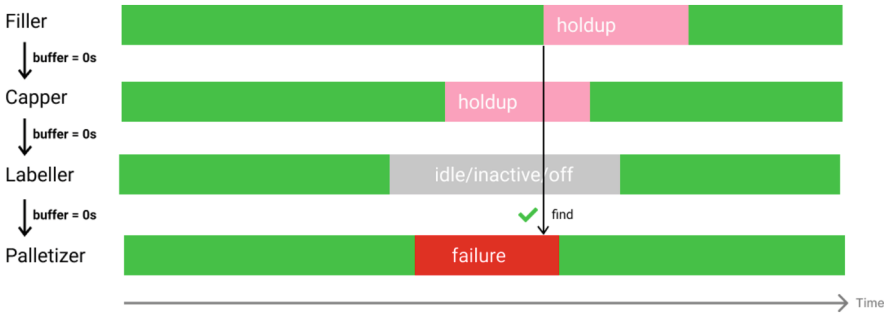 Filler
holdup
buffer = 0s
Capper
holdup
buffer = 0s
Labeller
idle/inactive/off
buffer = 0s
find
Palletizer
failure
Time